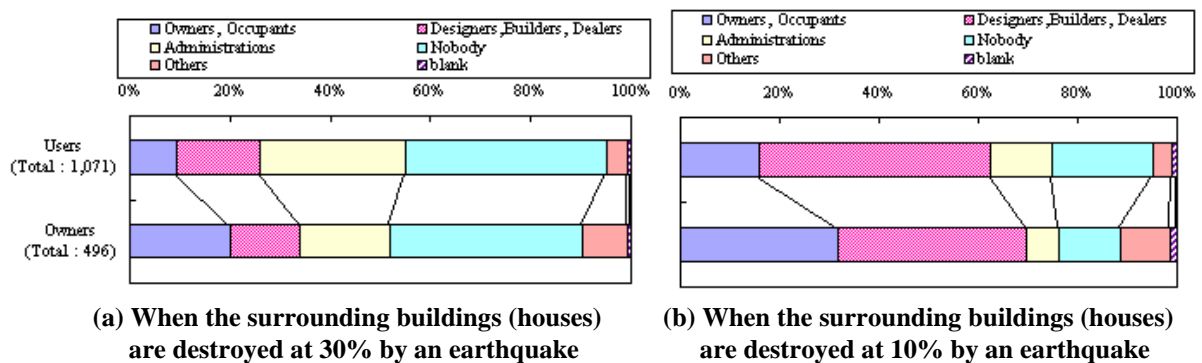 Owners, Occupants Designers,Builders, Dealers
Administrations Nobody
Others blank
0% 20% 40% 60% 80% 100%
Users
(Total : 1,071)
Owners
(Total : 496)
(a) When the surrounding buildings (houses)
are destroyed at 30% by an earthquake
Owners, Occupants Designers,Builders, Dealers
Administrations Nobody
Others blank
0% 20% 40% 60% 80% 100%
(b) When the surrounding buildings (houses)
are destroyed at 10% by an earthquake